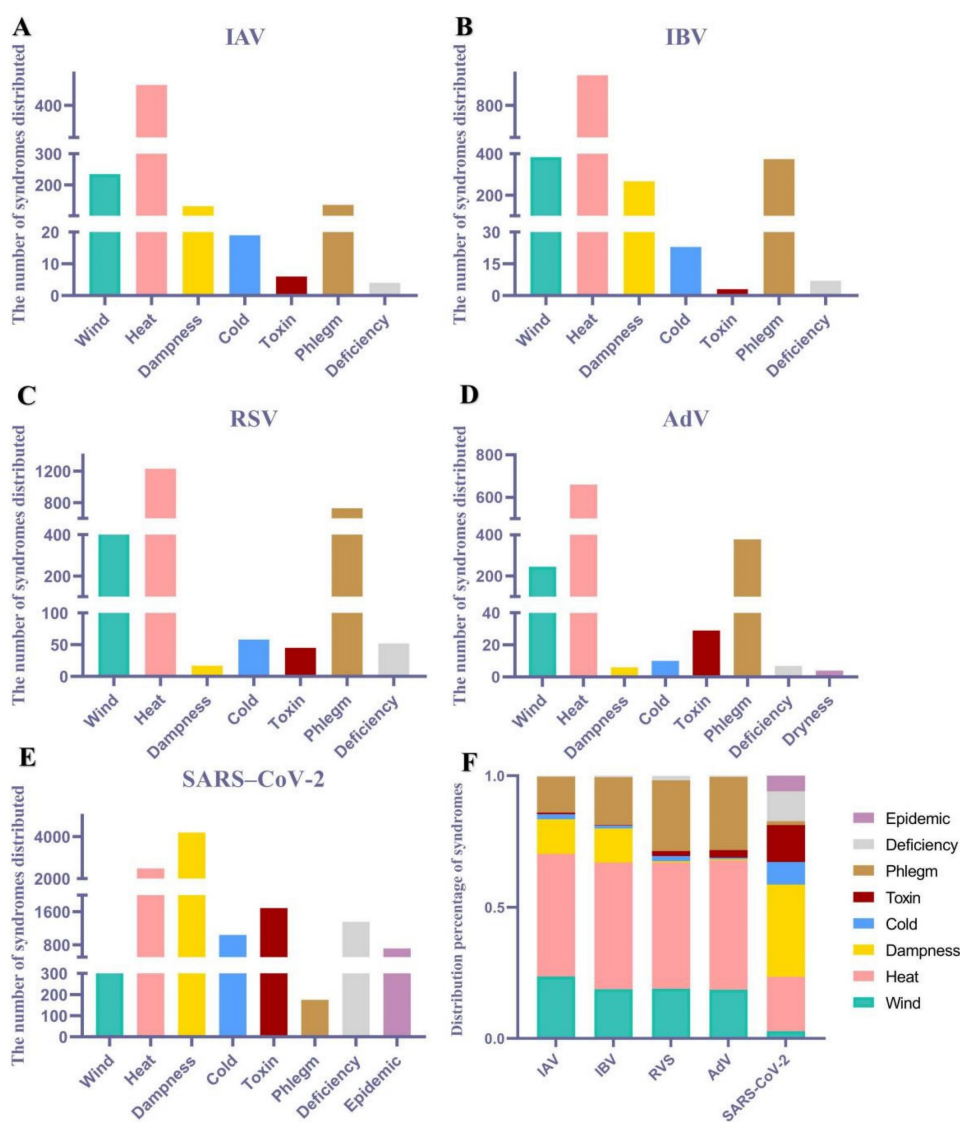 A
IAV
The number of syndromes distributed
400
300
200
100
20
10
0
Wind
Heat
Dampness
Cold
Toxin
Phlegm
Deficiency
B
IBV
The number of syndromes distributed
800
400
200
30
15
0
Wind
Heat
Dampness
Cold
Toxin
Phlegm
Deficiency
C
RSV
The number of syndromes distributed
1200
800
400
200
100
50
0
Wind
Heat
Dampness
Cold
Toxin
Phlegm
Deficiency
D
AdV
The number of syndromes distributed
800
600
400
200
40
20
0
Wind
Heat
Dampness
Cold
Toxin
Phlegm
Deficiency
Dryness
E
SARS–CoV-2
The number of syndromes distributed
4000
2000
1600
800
300
200
100
0
Wind
Heat
Dampness
Cold
Toxin
Phlegm
Deficiency
Epidemic
F
Distribution percentage of syndromes
1.0
0.5
0.0
IAV
IBV
RVS
AdV
SARS-CoV-2
Epidemic
Deficiency
Phlegm
Toxin
Cold
Dampness
Heat
Wind